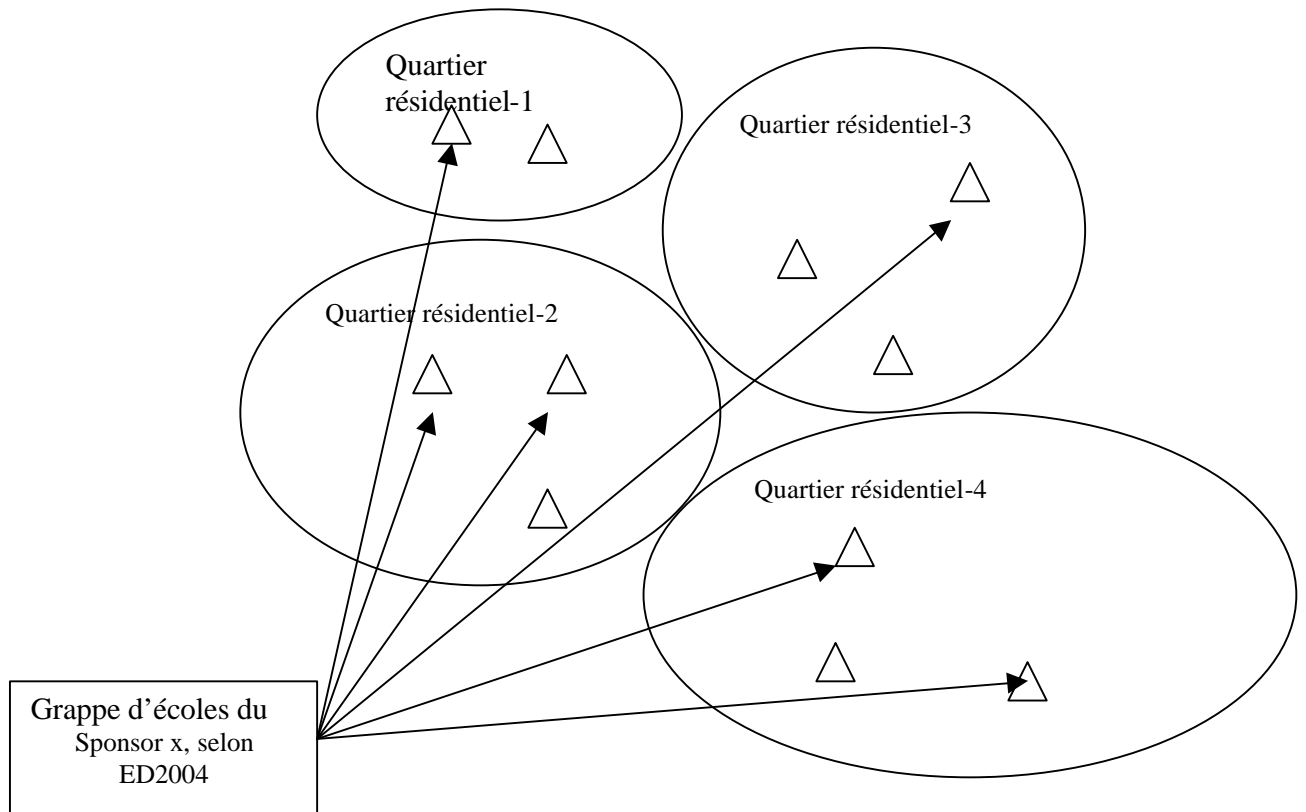 Quartier
résidentiel-1
Quartier résidentiel-3
Quartier résidentiel-2
Quartier résidentiel-4
Grappe d’écoles du
Sponsor x, selon
ED2004